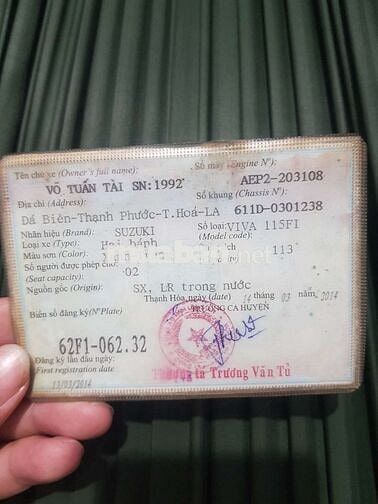 Tên chủ xe (Owner's full name): Số máy (Engine Nº):
VÕ TUẤN TÀI SN:1992 AEP2-203108
Địa chỉ (Address): Số khung (Chassis Nº)
Đá Biên-Thạnh Phước-T.Hoá-LA 611D-0301238
Nhãn hiệu (Brand): SUZUKI Số loại: VIVA 115FI
Loại xe (Type): Hai bánh (Model code):
Màu sơn (Color): 113
Số người được phép chở: 02
(Seat capacity):
Nguồn gốc (Origin): SX, LR trong nước
Thạnh Hóa, ngày (date) 14 tháng 03 năm 2014
Biển số đăng ký (N°Plate) TRƯỞNG CA HUYỆN
62F1-062.32
Đăng ký lần đầu ngày:
First registration date
13/03/2014
tá Trương Văn Tủ